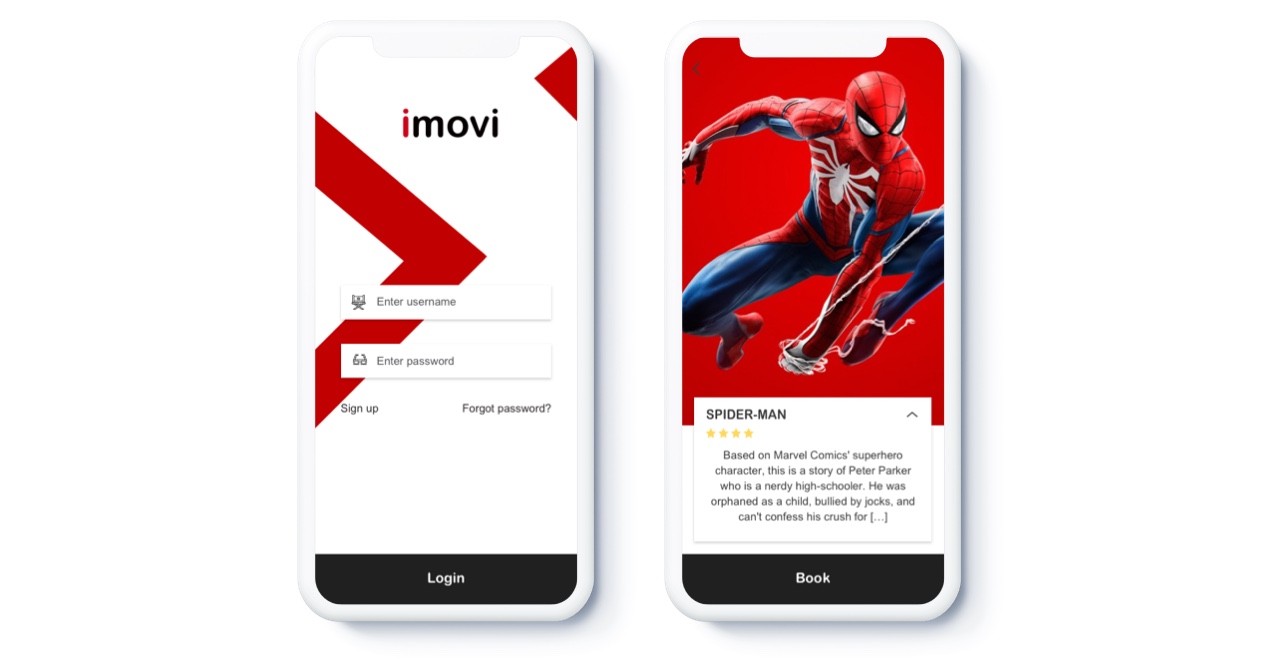 imovi
Enter username
Enter password
Sign up
Forgot password?
Login
SPIDER-MAN
Based on Marvel Comics' superhero
character, this is a story of Peter Parker
who is a nerdy high-schooler. He was
orphaned as a child, bullied by jocks, and
can't confess his crush for [...]
Book